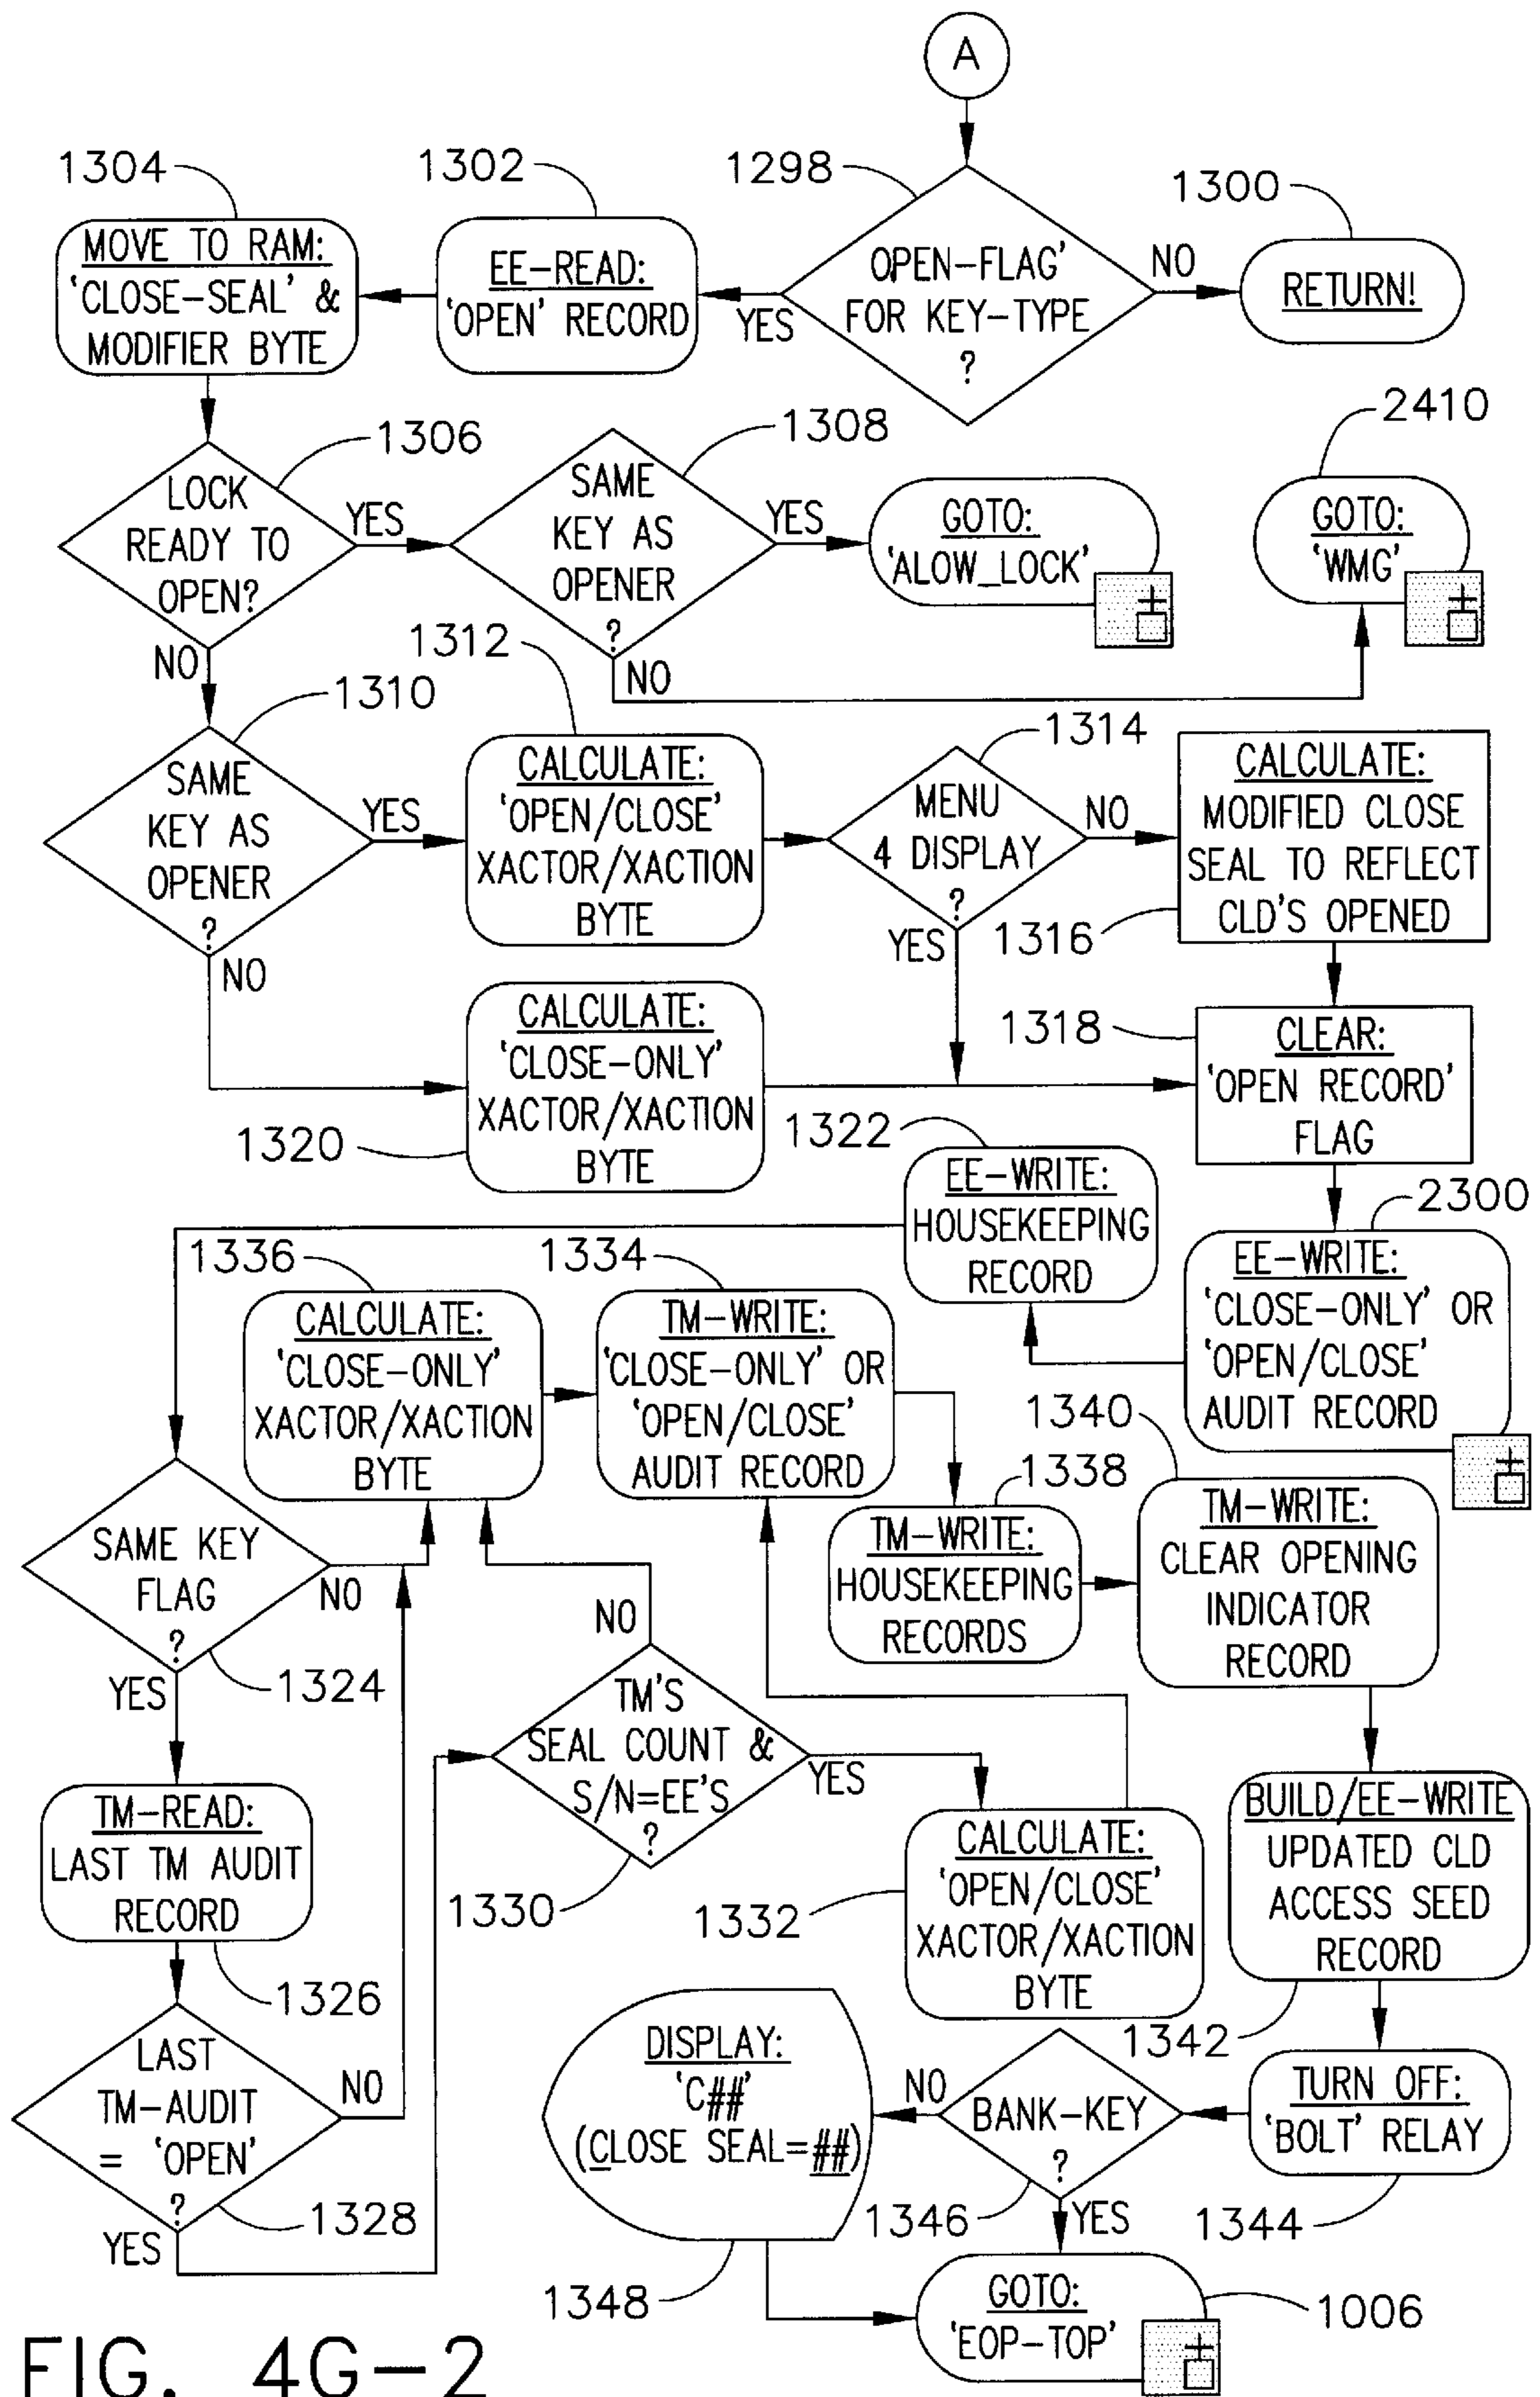 A
1298
OPEN-FLAG'
FOR KEY-TYPE
?
NO
YES
1300
RETURN!
1302
EE-READ:
'OPEN' RECORD
1304
MOVE TO RAM:
'CLOSE-SEAL' &
MODIFIER BYTE
1306
LOCK
READY TO
OPEN?
YES
NO
1308
SAME
KEY AS
OPENER
?
YES
NO
GOTO:
'ALOW_LOCK'
2410
GOTO:
'WMG'
1310
SAME
KEY AS
OPENER
?
YES
NO
1312
CALCULATE:
'OPEN/CLOSE'
XACTOR/XACTION
BYTE
1314
MENU
4 DISPLAY
?
NO
YES
CALCULATE:
MODIFIED CLOSE
SEAL TO REFLECT
CLD'S OPENED
1316
1318
CLEAR:
'OPEN RECORD'
FLAG
CALCULATE:
'CLOSE-ONLY'
XACTOR/XACTION
BYTE
1320
1322
EE-WRITE:
HOUSEKEEPING
RECORD
2300
EE-WRITE:
'CLOSE-ONLY' OR
'OPEN/CLOSE'
AUDIT RECORD
1336
CALCULATE:
'CLOSE-ONLY'
XACTOR/XACTION
BYTE
1334
TM-WRITE:
'CLOSE-ONLY' OR
'OPEN/CLOSE'
AUDIT RECORD
1338
TM-WRITE:
HOUSEKEEPING
RECORDS
1340
TM-WRITE:
CLEAR OPENING
INDICATOR
RECORD
SAME KEY
FLAG
?
NO
YES
1324
TM-READ:
LAST TM AUDIT
RECORD
1326
LAST
TM-AUDIT
= 'OPEN'
?
NO
YES
1328
NO
TM'S
SEAL COUNT &
S/N=EE'S
?
YES
1330
CALCULATE:
'OPEN/CLOSE'
XACTOR/XACTION
BYTE
1332
BUILD/EE-WRITE
UPDATED CLD
ACCESS SEED
RECORD
1342
TURN OFF:
'BOLT' RELAY
1344
BANK-KEY
?
NO
YES
1346
DISPLAY:
'C##'
(CLOSE SEAL=##)
1348
GOTO:
'EOP-TOP'
1006
FIG. 4G-2